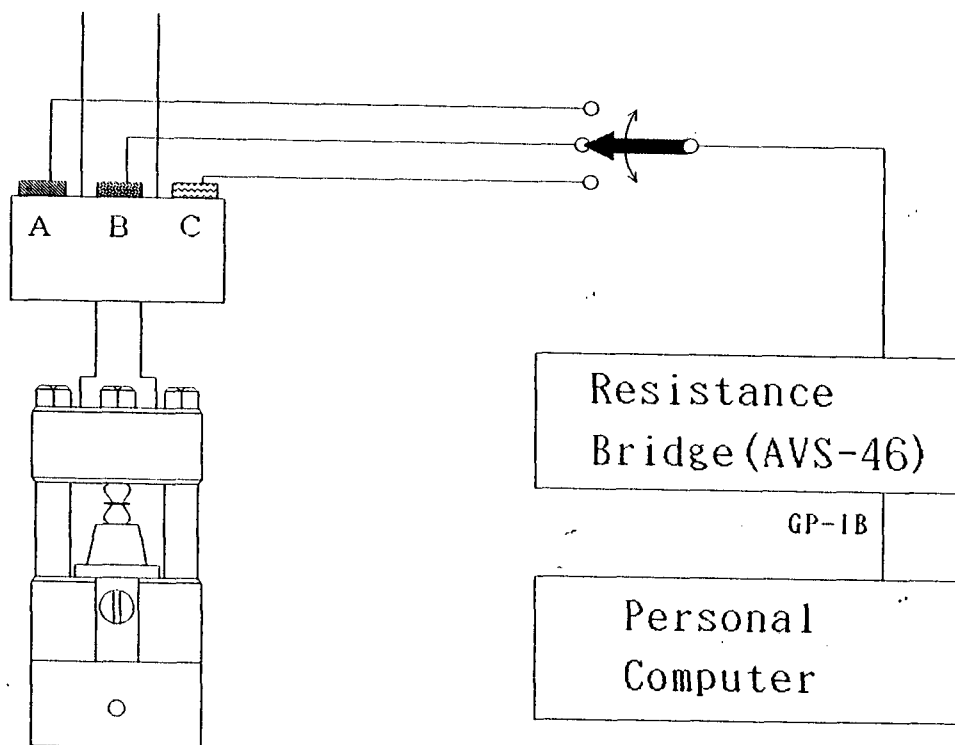 A B C
Resistance
Bridge(AVS-46)
GP-IB
Personal
Computer